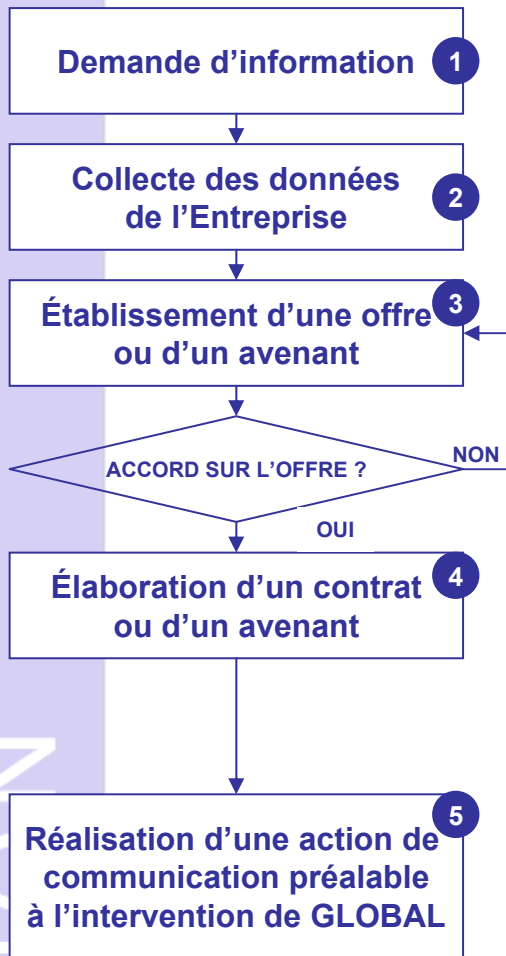 Demande d’information
1
Collecte des données
de l’Entreprise
2
Établissement d’une offre
ou d’un avenant
3
ACCORD SUR L’OFFRE ?
NON
OUI
Élaboration d’un contrat
ou d’un avenant
4
Réalisation d’une action de
communication préalable
à l’intervention de GLOBAL
5